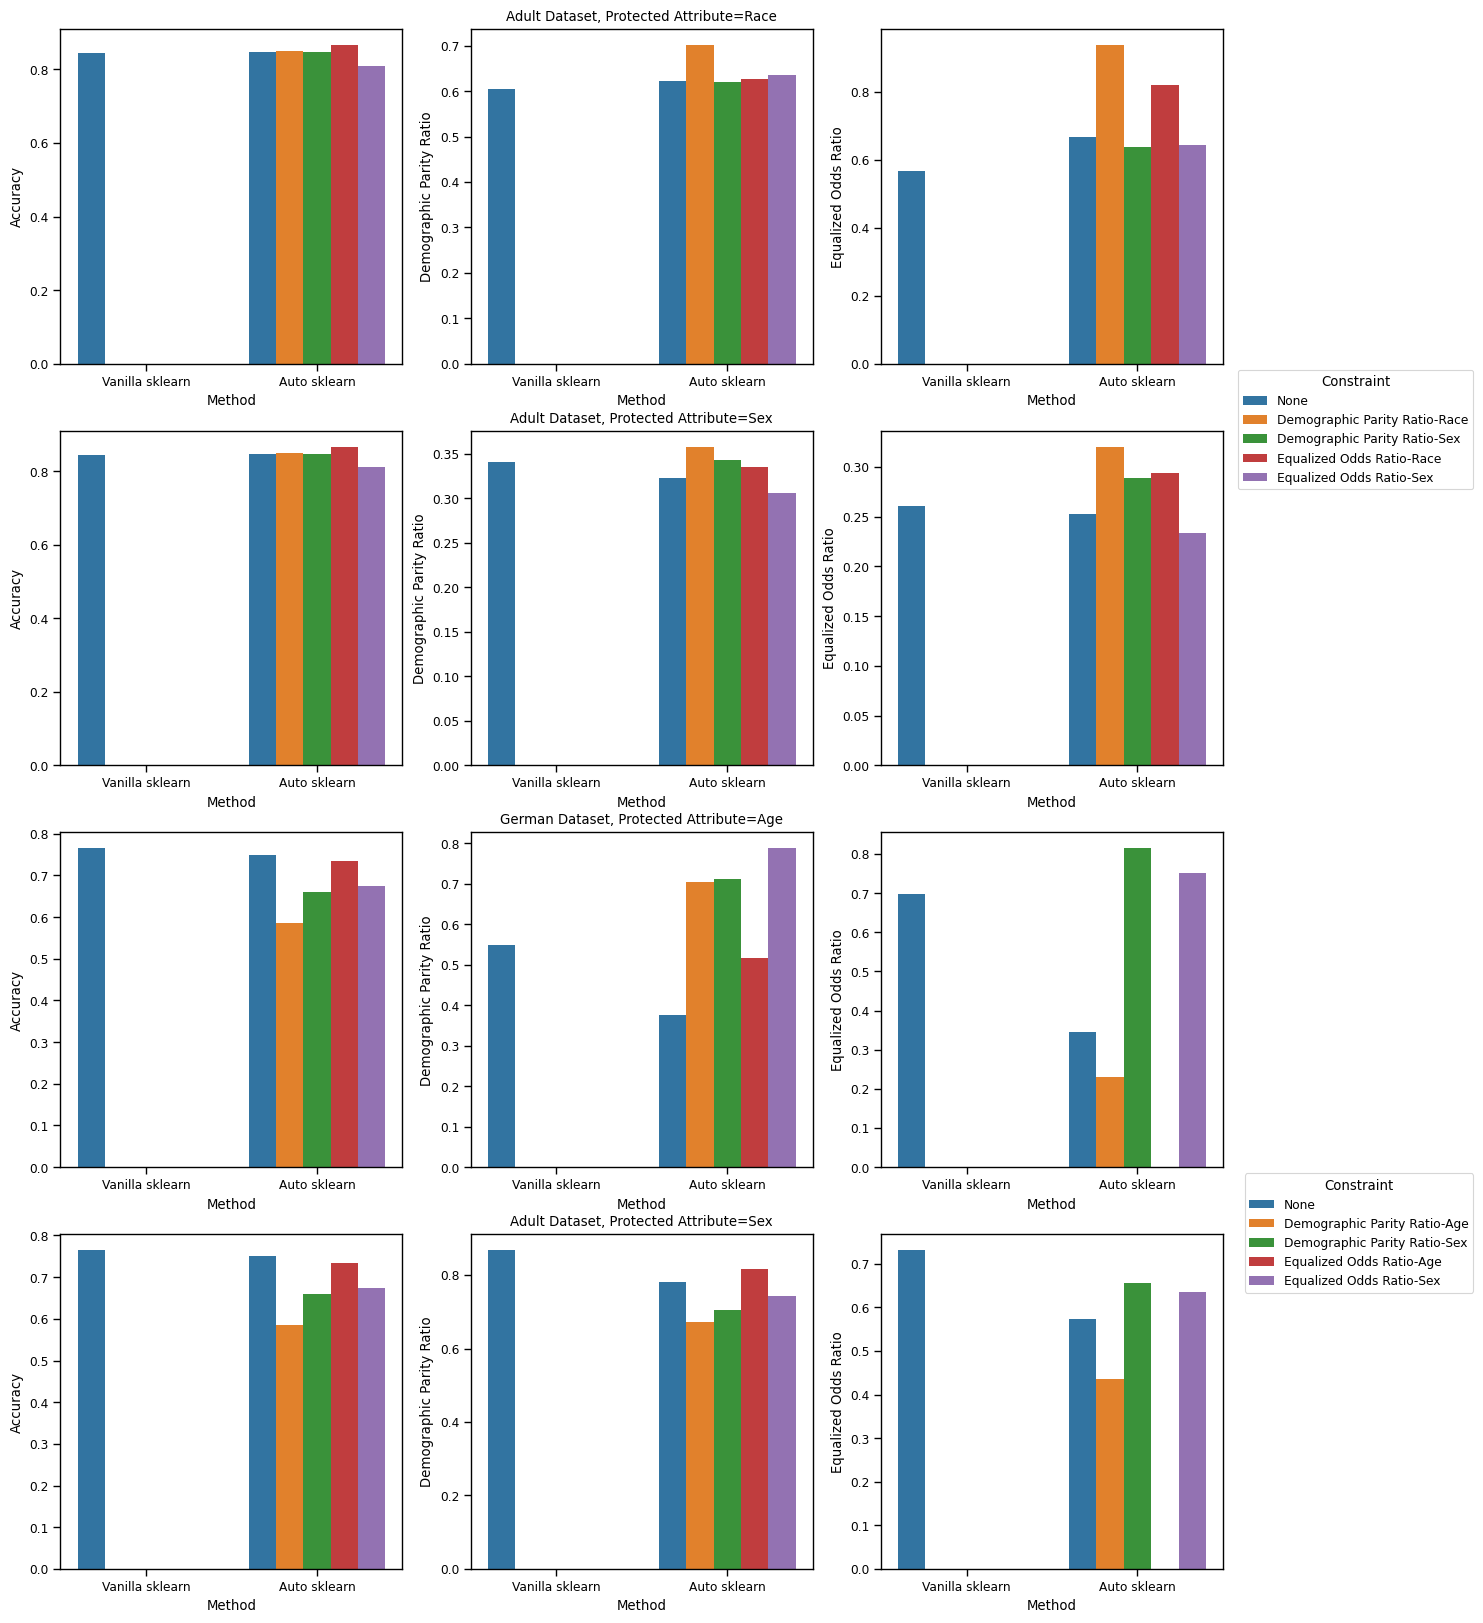 Adult Dataset, Protected Attribute=Race
Accuracy
0.8
0.6
0.4
0.2
0.0
Vanilla sklearn
Auto sklearn
Method
Demographic Parity Ratio
0.7
0.6
0.5
0.4
0.3
0.2
0.1
0.0
Vanilla sklearn
Auto sklearn
Method
Equalized Odds Ratio
0.8
0.6
0.4
0.2
0.0
Vanilla sklearn
Auto sklearn
Method
Constraint
None
Demographic Parity Ratio-Race
Demographic Parity Ratio-Sex
Equalized Odds Ratio-Race
Equalized Odds Ratio-Sex
Adult Dataset, Protected Attribute=Sex
Accuracy
0.8
0.6
0.4
0.2
0.0
Vanilla sklearn
Auto sklearn
Method
Demographic Parity Ratio
0.35
0.30
0.25
0.20
0.15
0.10
0.05
0.00
Vanilla sklearn
Auto sklearn
Method
Equalized Odds Ratio
0.30
0.25
0.20
0.15
0.10
0.05
0.00
Vanilla sklearn
Auto sklearn
Method
German Dataset, Protected Attribute=Age
Accuracy
0.8
0.7
0.6
0.5
0.4
0.3
0.2
0.1
0.0
Vanilla sklearn
Auto sklearn
Method
Demographic Parity Ratio
0.8
0.7
0.6
0.5
0.4
0.3
0.2
0.1
0.0
Vanilla sklearn
Auto sklearn
Method
Equalized Odds Ratio
0.8
0.7
0.6
0.5
0.4
0.3
0.2
0.1
0.0
Vanilla sklearn
Auto sklearn
Method
Constraint
None
Demographic Parity Ratio-Age
Demographic Parity Ratio-Sex
Equalized Odds Ratio-Age
Equalized Odds Ratio-Sex
Adult Dataset, Protected Attribute=Sex
Accuracy
0.8
0.7
0.6
0.5
0.4
0.3
0.2
0.1
0.0
Vanilla sklearn
Auto sklearn
Method
Demographic Parity Ratio
0.8
0.6
0.4
0.2
0.0
Vanilla sklearn
Auto sklearn
Method
Equalized Odds Ratio
0.7
0.6
0.5
0.4
0.3
0.2
0.1
0.0
Vanilla sklearn
Auto sklearn
Method